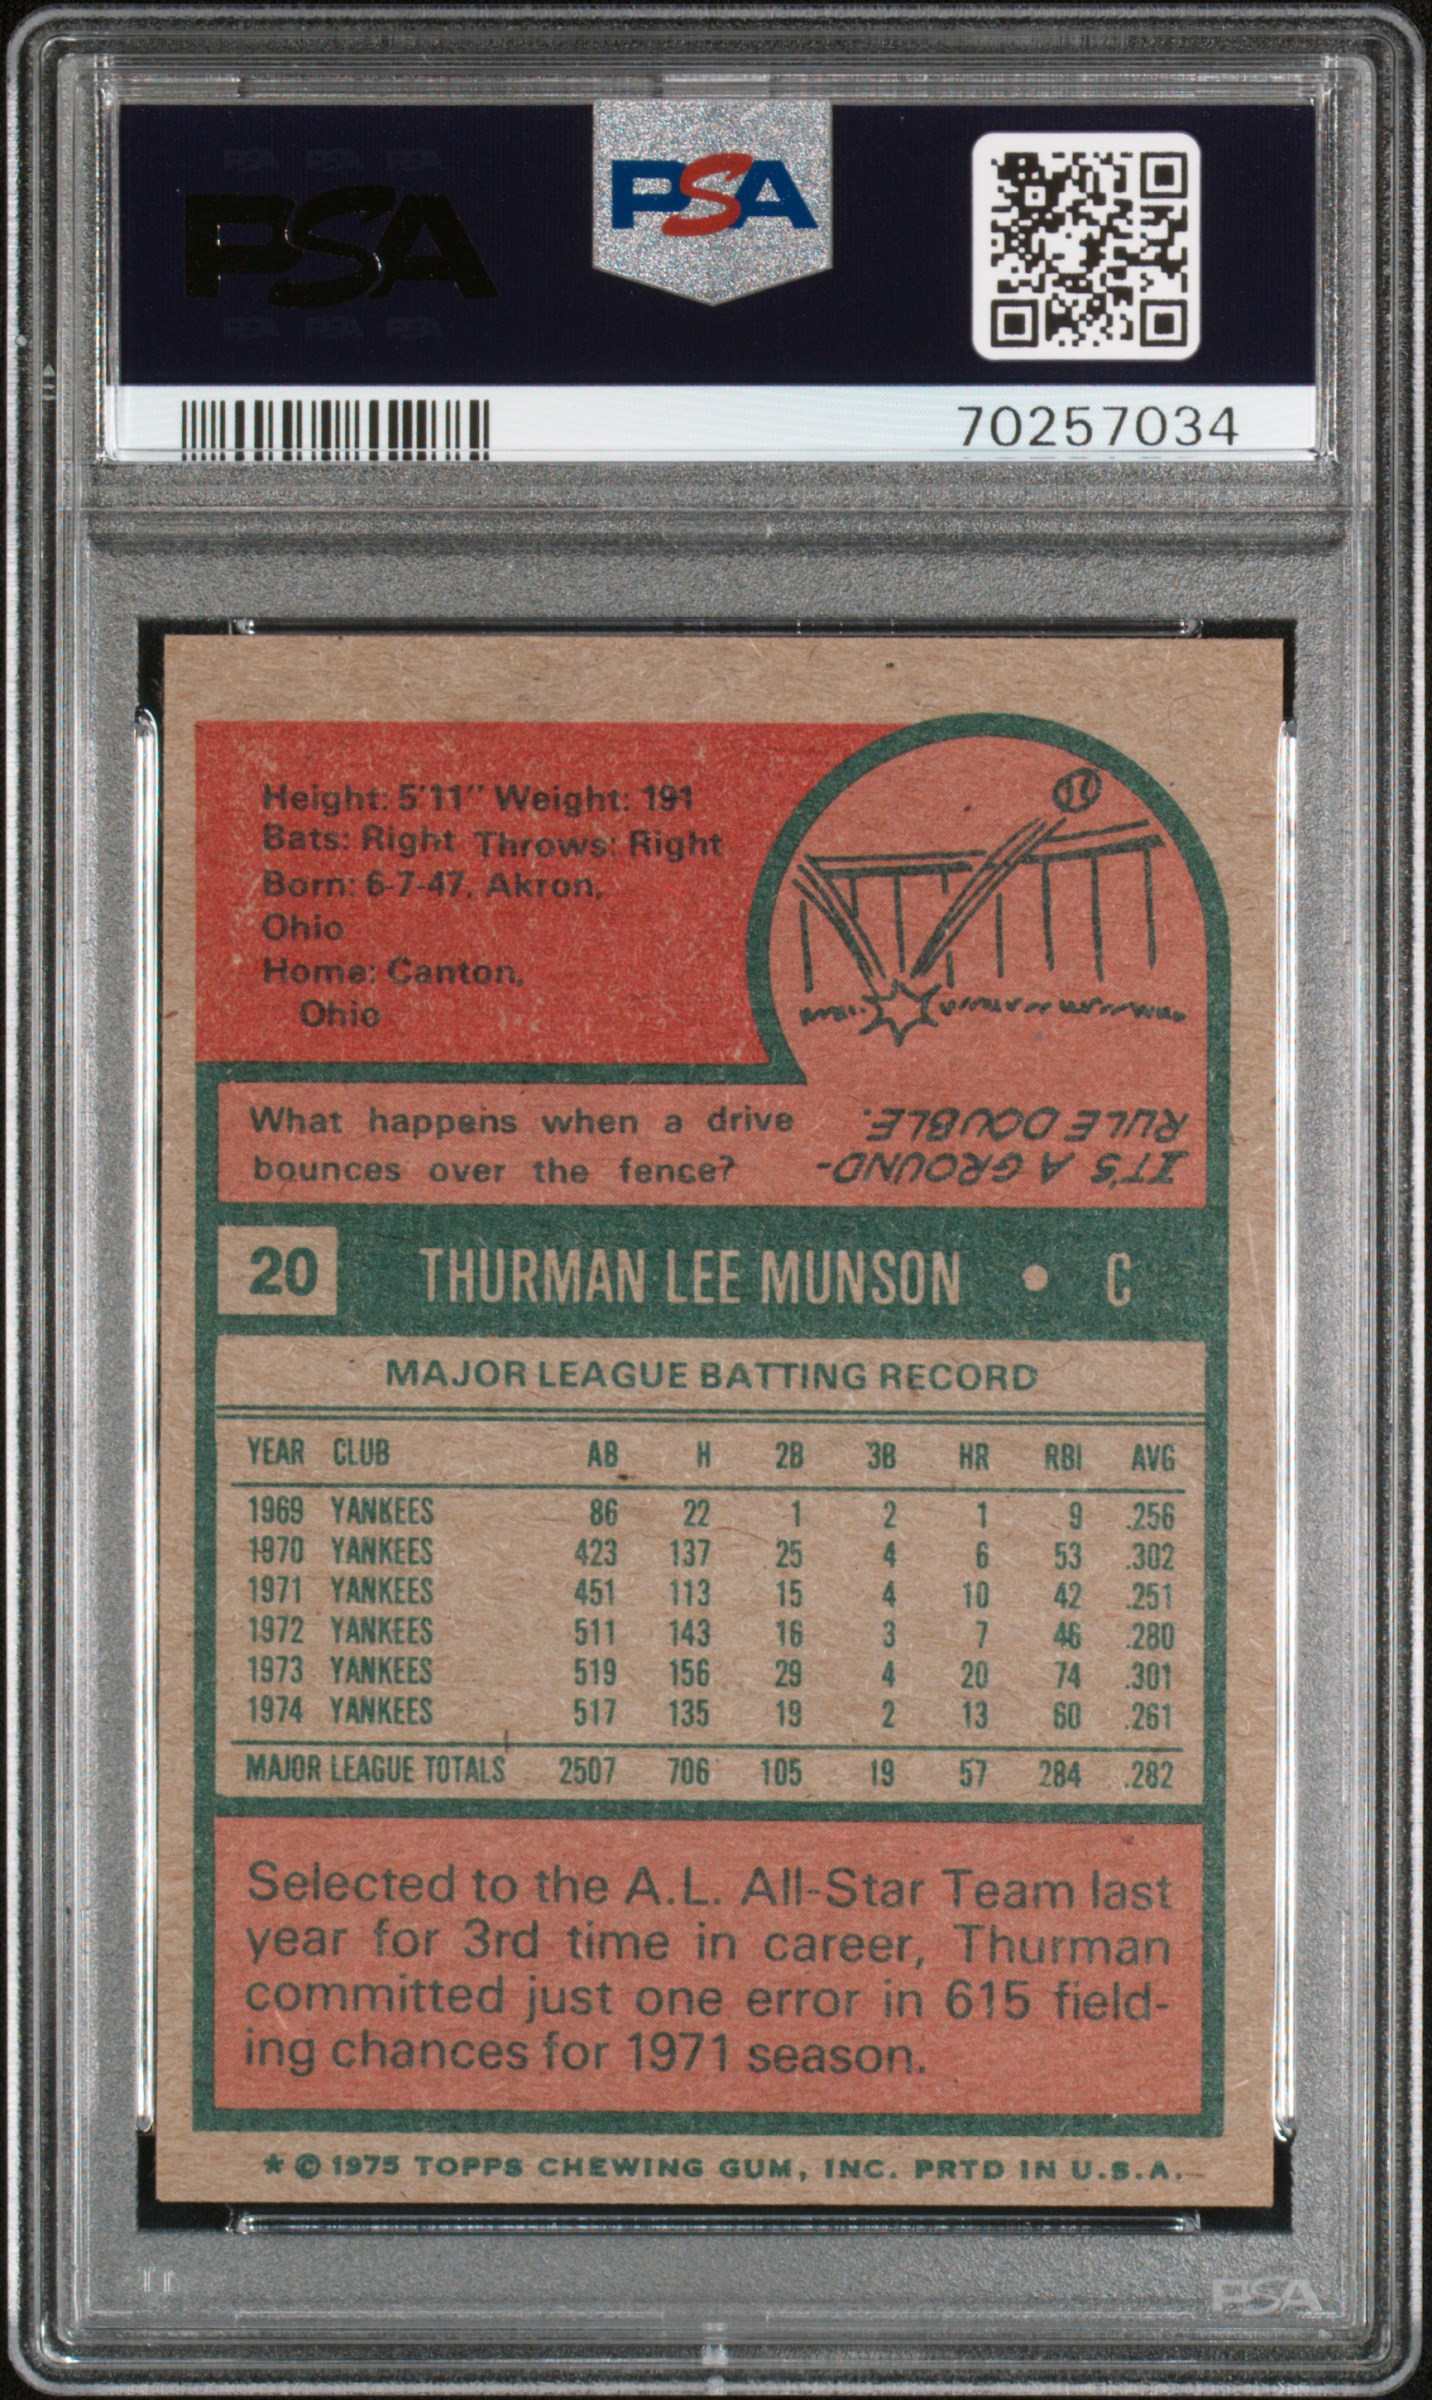 PSA PSA PSA
PSA
PSA PSA PSA
PSA
70257034
Height: 5'11" Weight: 191
Bats: Right Throws: Right
Born: 6-7-47, Akron,
Ohio
Home: Canton,
Ohio
What happens when a drive
bounces over the fence?
IT'S A GROUND-
RULE DOUBLE.
20 THURMAN LEE MUNSON • C
MAJOR LEAGUE BATTING RECORD
YEAR CLUB AB H 2B 3B HR RBI AVG
1969 YANKEES 86 22 1 2 1 9 .256
1970 YANKEES 423 137 25 4 6 53 .302
1971 YANKEES 451 113 15 4 10 42 .251
1972 YANKEES 511 143 16 3 7 46 .280
1973 YANKEES 519 156 29 4 20 74 .301
1974 YANKEES 517 135 19 2 13 60 .261
MAJOR LEAGUE TOTALS 2507 706 105 19 57 284 .282
Selected to the A.L. All-Star Team last
year for 3rd time in career, Thurman
committed just one error in 615 field-
ing chances for 1971 season.
* © 1975 TOPPS CHEWING GUM, INC. PRTD IN U.S.A.
PSA